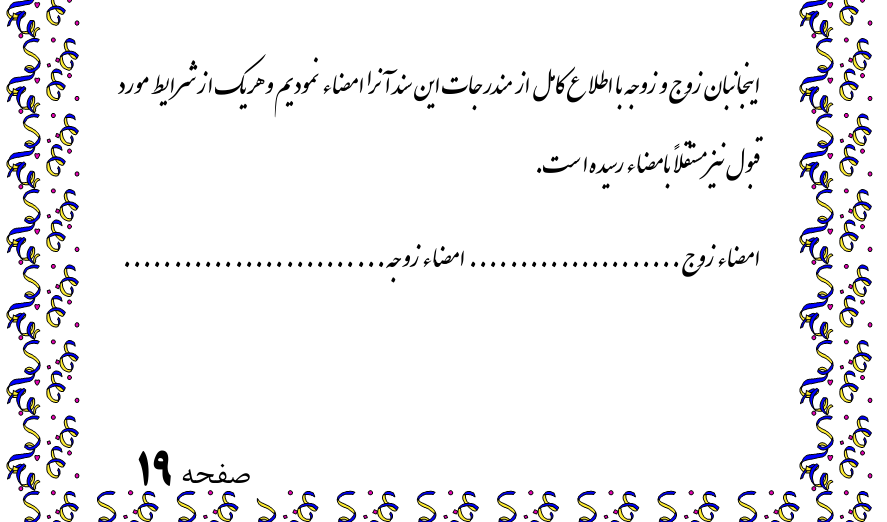 اینجانبان زوج و زوجه با اطلاع کامل از مندرجات این سند آنرا امضاء نمودیم و هریک از شرایط مورد
قبول نیز مستقلاً بامضاء رسیده است.
امضاء زوج ..................... امضاء زوجه..........................
صفحه ۱۹